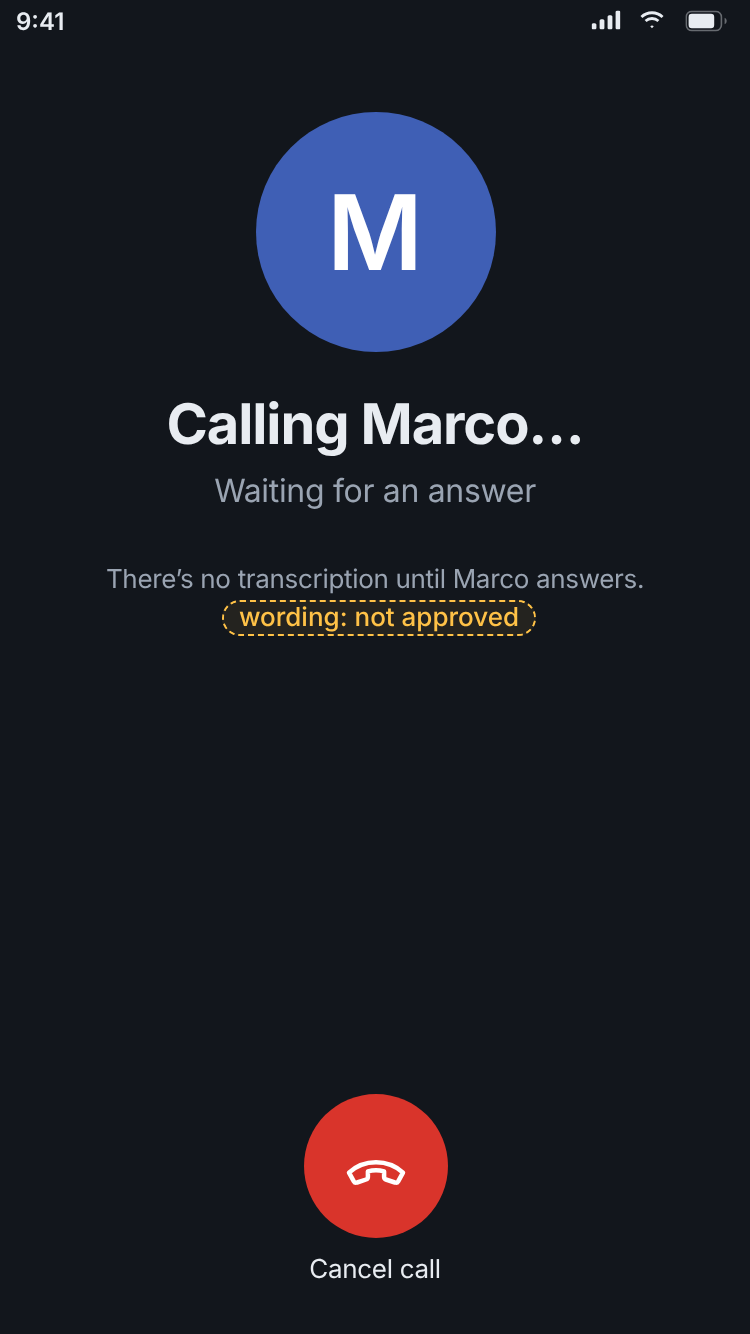 9:41
M
Calling Marco...
Waiting for an answer
There’s no transcription until Marco answers.
wording: not approved
Cancel call